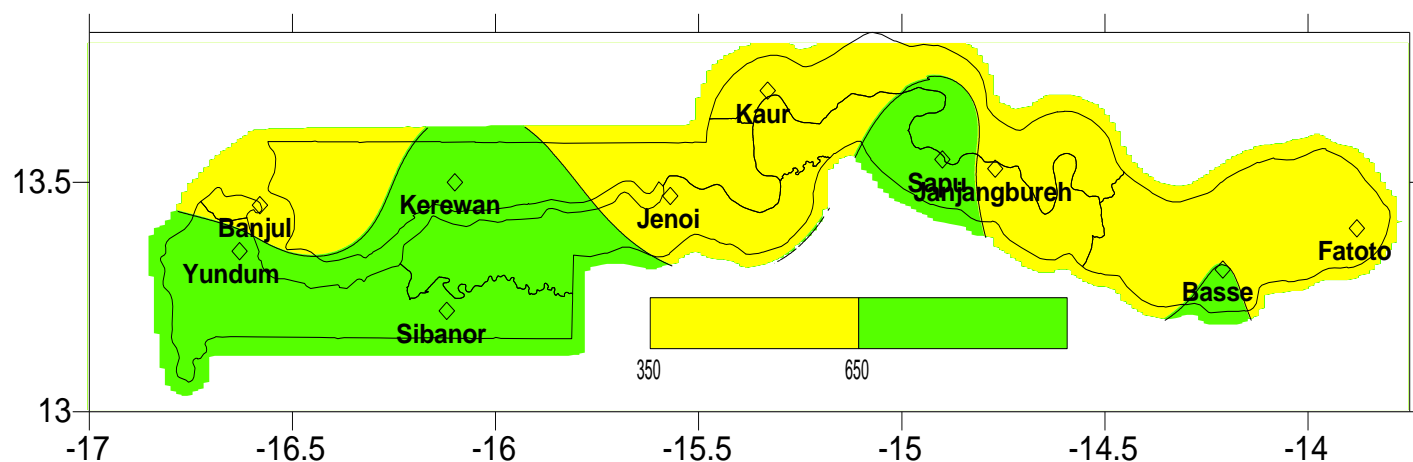 Kaur
13.5
Sapu
Janjangbureh
Kerewan
Jenoi
Banjul
Fatoto
Yundum
Basse
Sibanor
350 650
13
-17 -16.5 -16 -15.5 -15 -14.5 -14